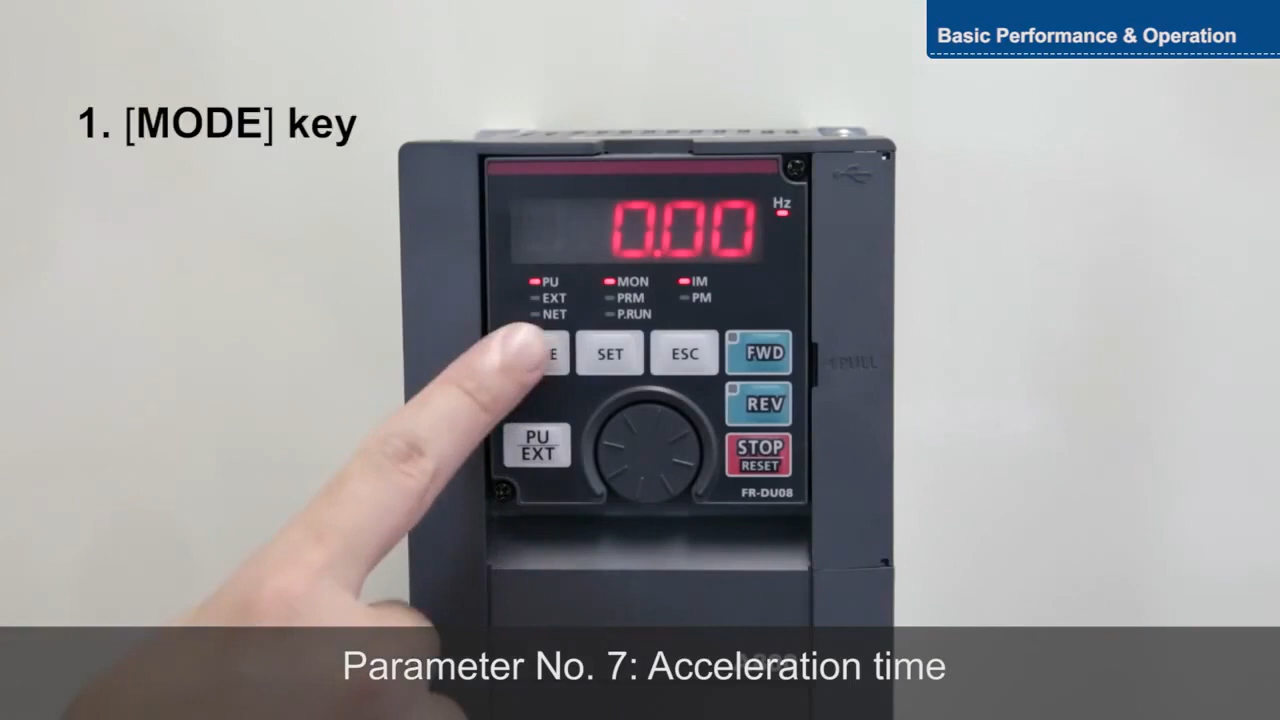 Basic Performance & Operation
1. [MODE] key
Hz
0.00
PU MON IM
EXT PRM PM
NET P.RUN
E SET ESC FWD
REV
PU
EXT
STOP
RESET
FR-DU08
Parameter No. 7: Acceleration time